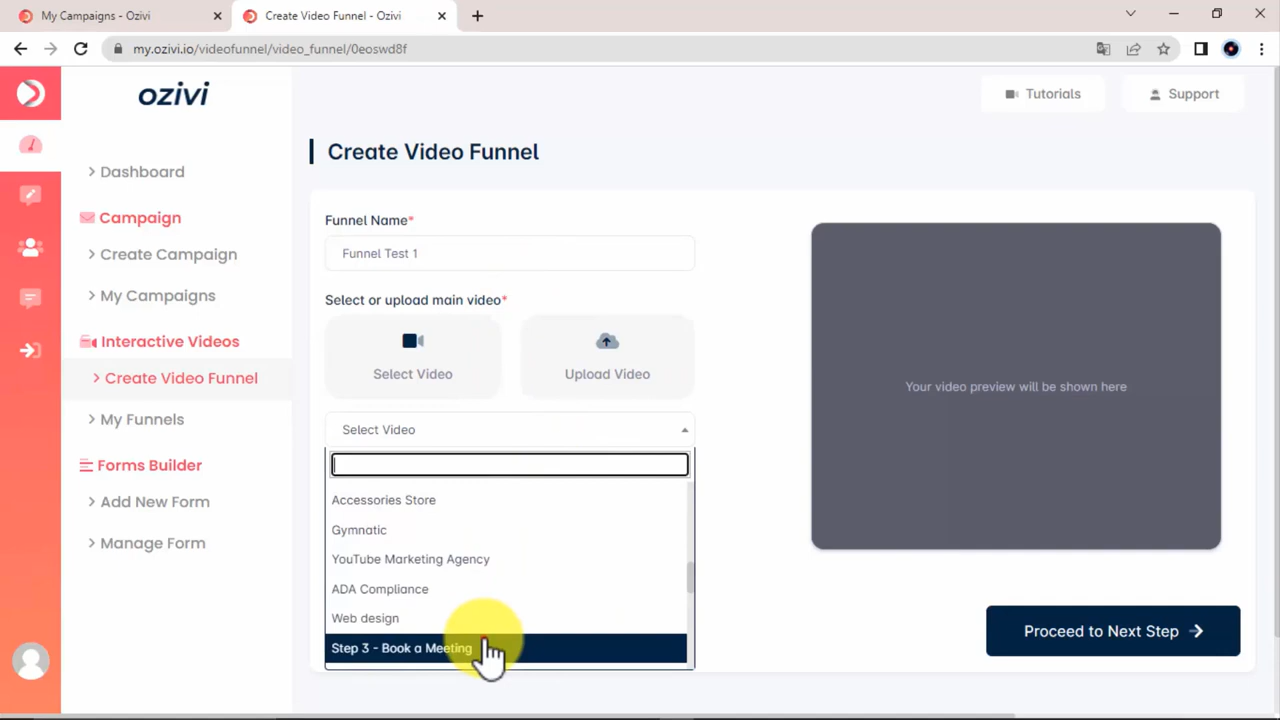 My Campaigns - Ozivi
Create Video Funnel - Ozivi
my.ozivi.io/videofunnel/video_funnel/0eoswd8f
ozivi
Tutorials
Support
Dashboard
Campaign
Create Campaign
My Campaigns
Interactive Videos
Create Video Funnel
My Funnels
Forms Builder
Add New Form
Manage Form
Create Video Funnel
Funnel Name*
Funnel Test 1
Select or upload main video*
Select Video
Upload Video
Select Video
Accessories Store
Gymnatic
YouTube Marketing Agency
ADA Compliance
Web design
Step 3 - Book a Meeting
Your video preview will be shown here
Proceed to Next Step